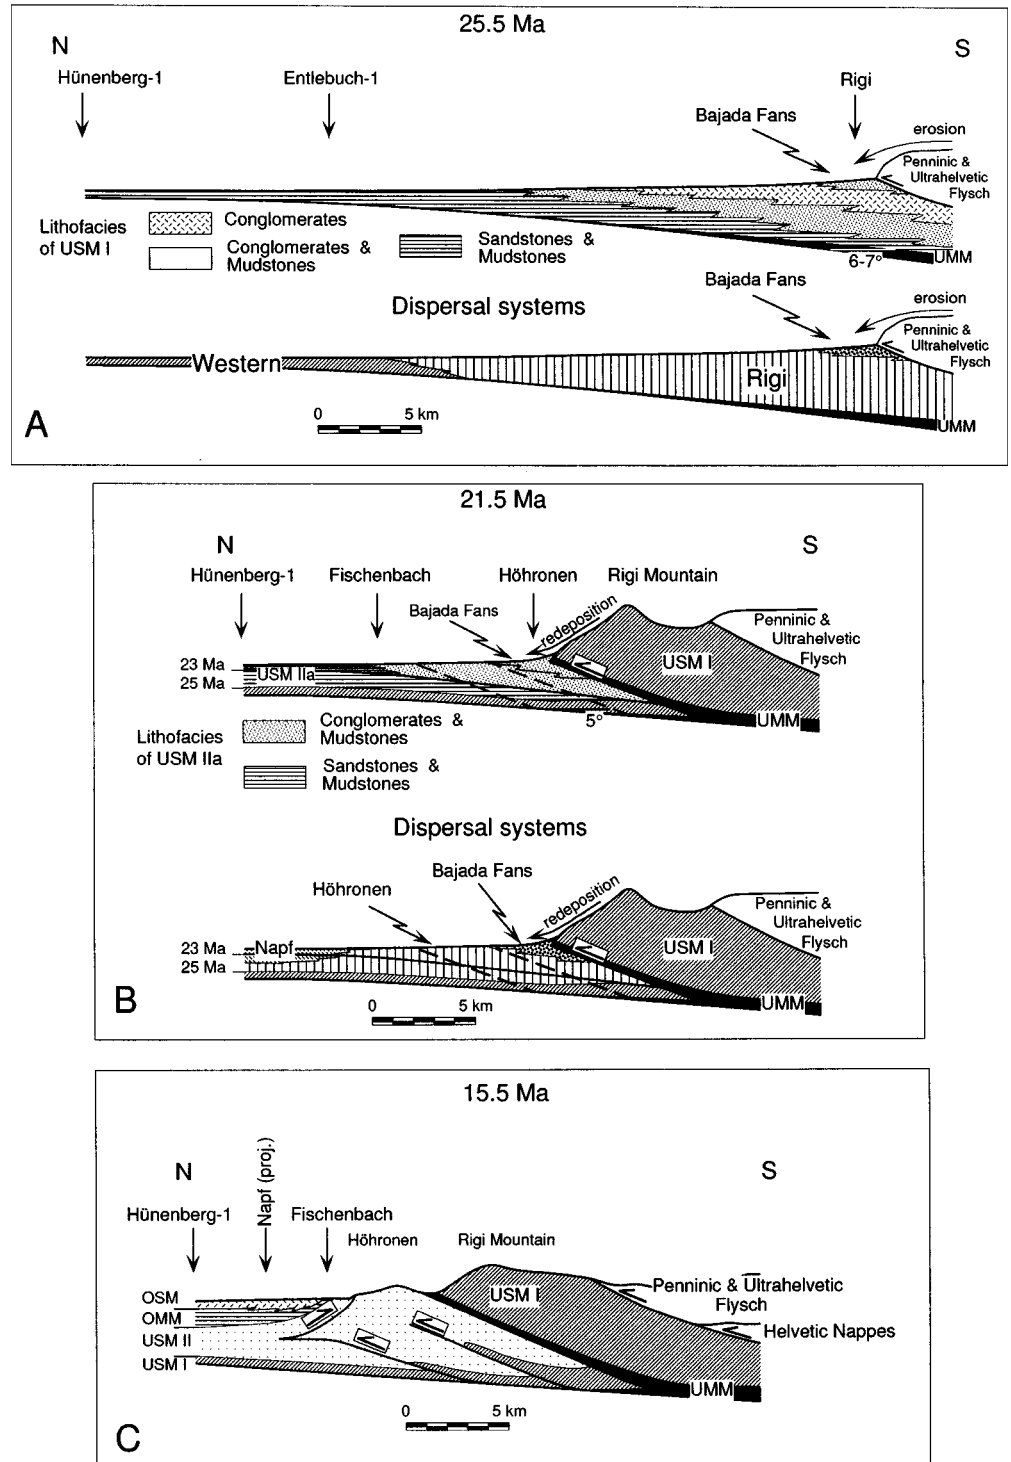 25.5 Ma
N
S
Hünenberg-1
Entlebuch-1
Rigi
Bajada Fans
erosion
Penninic &
Ultrahelvetic
Flysch
Lithofacies
of USM I
Conglomerates
Conglomerates &
Mudstones
Sandstones &
Mudstones
6-7°
UMM
Dispersal systems
Bajada Fans
erosion
Penninic &
Ultrahelvetic
Flysch
Western
Rigi
0 5 km
UMM
A
21.5 Ma
N
S
Hünenberg-1
Fischenbach
Höhronen
Rigi Mountain
Bajada Fans
redeposition
Penninic &
Ultrahelvetic
Flysch
USM I
23 Ma
USM IIa
25 Ma
5°
UMM
Lithofacies
of USM IIa
Conglomerates &
Mudstones
Sandstones &
Mudstones
Dispersal systems
Höhronen
Bajada Fans
redeposition
Penninic &
Ultrahelvetic
Flysch
USM I
23 Ma
Napf
25 Ma
UMM
0 5 km
B
15.5 Ma
N
S
Napf (proj.)
Hünenberg-1
Fischenbach
Höhronen
Rigi Mountain
OSM
OMM
USM II
USM I
USM I
Penninic & Ultrahelvetic
Flysch
Helvetic Nappes
UMM
0 5 km
C